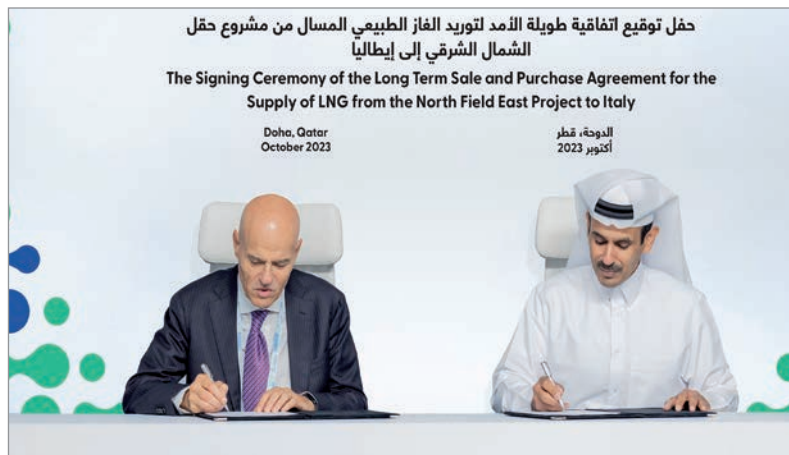 حفل توقيع اتفاقية طويلة الأمد لتوريد الغاز الطبيعي المسال من مشروع حقل
الشمال الشرقي إلى إيطاليا
The Signing Ceremony of the Long Term Sale and Purchase Agreement for the
Supply of LNG from the North Field East Project to Italy
Doha, Qatar
October 2023
الدوحة، قطر
أكتوبر 2023